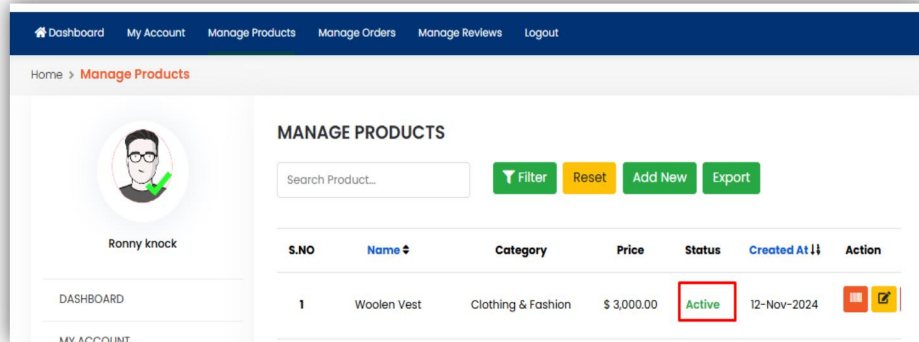 Dashboard My Account Manage Products Manage Orders Manage Reviews Logout
Home > Manage Products
MANAGE PRODUCTS
Search Product... Filter Reset Add New Export
Ronny knock
S.NO Name Category Price Status Created At Action
DASHBOARD
1 Woolen Vest Clothing & Fashion $ 3,000.00 Active 12-Nov-2024
MY ACCOUNT